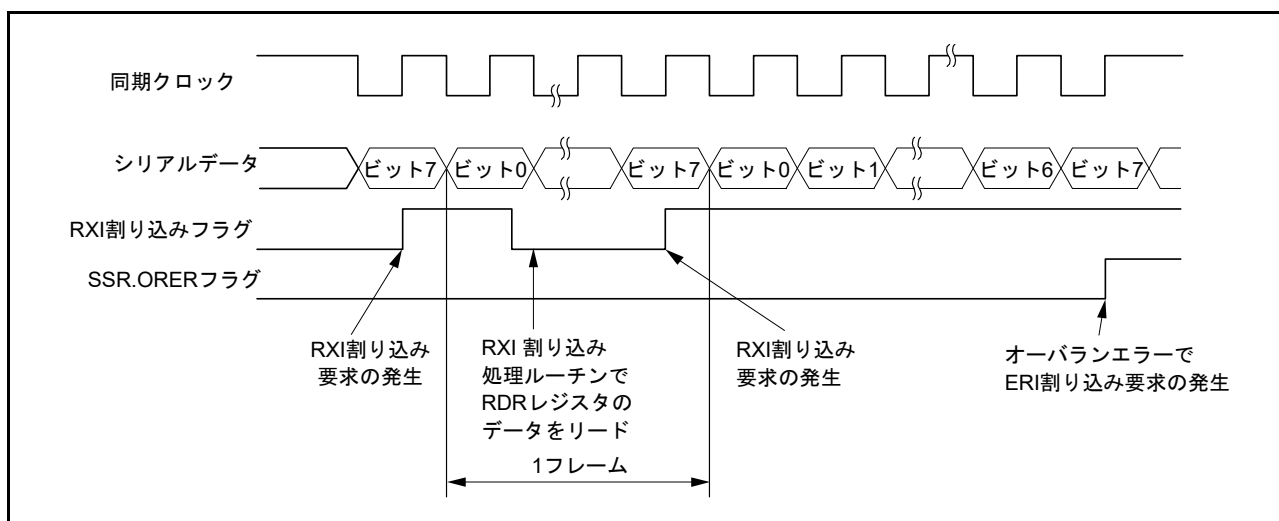 同期クロック
シリアルデータ
ビット7
ビット0
ビット7
ビット0
ビット1
ビット6
ビット7
RXI割り込みフラグ
SSR.ORERフラグ
RXI割り込み
要求の発生
RXI 割り込み
処理ルーチンで
RDRレジスタの
データをリード
RXI割り込み
要求の発生
オーバランエラーで
ERI割り込み要求の発生
1フレーム